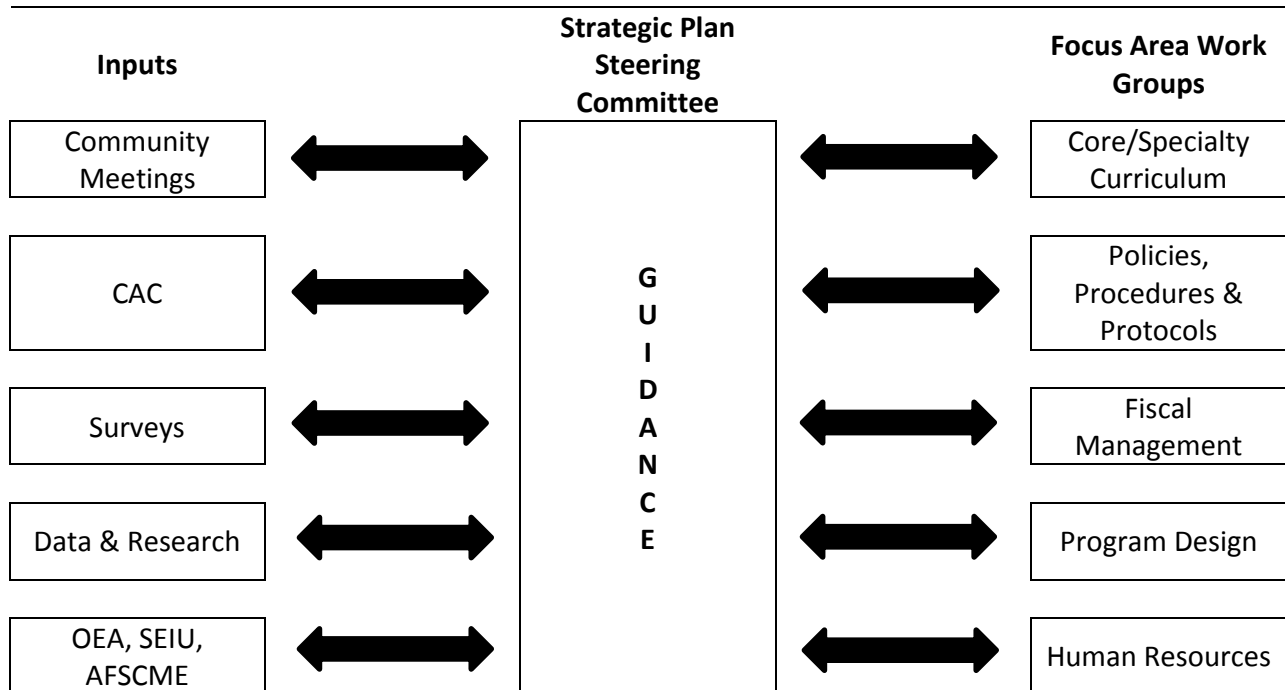 Inputs
Strategic Plan
Steering
Committee
Focus Area Work
Groups
Community
Meetings
Core/Specialty
Curriculum
CAC
Policies,
Procedures &
Protocols
Surveys
Fiscal
Management
Data & Research
Program Design
OEA, SEIU,
AFSCME
Human Resources
G
U
I
D
A
N
C
E